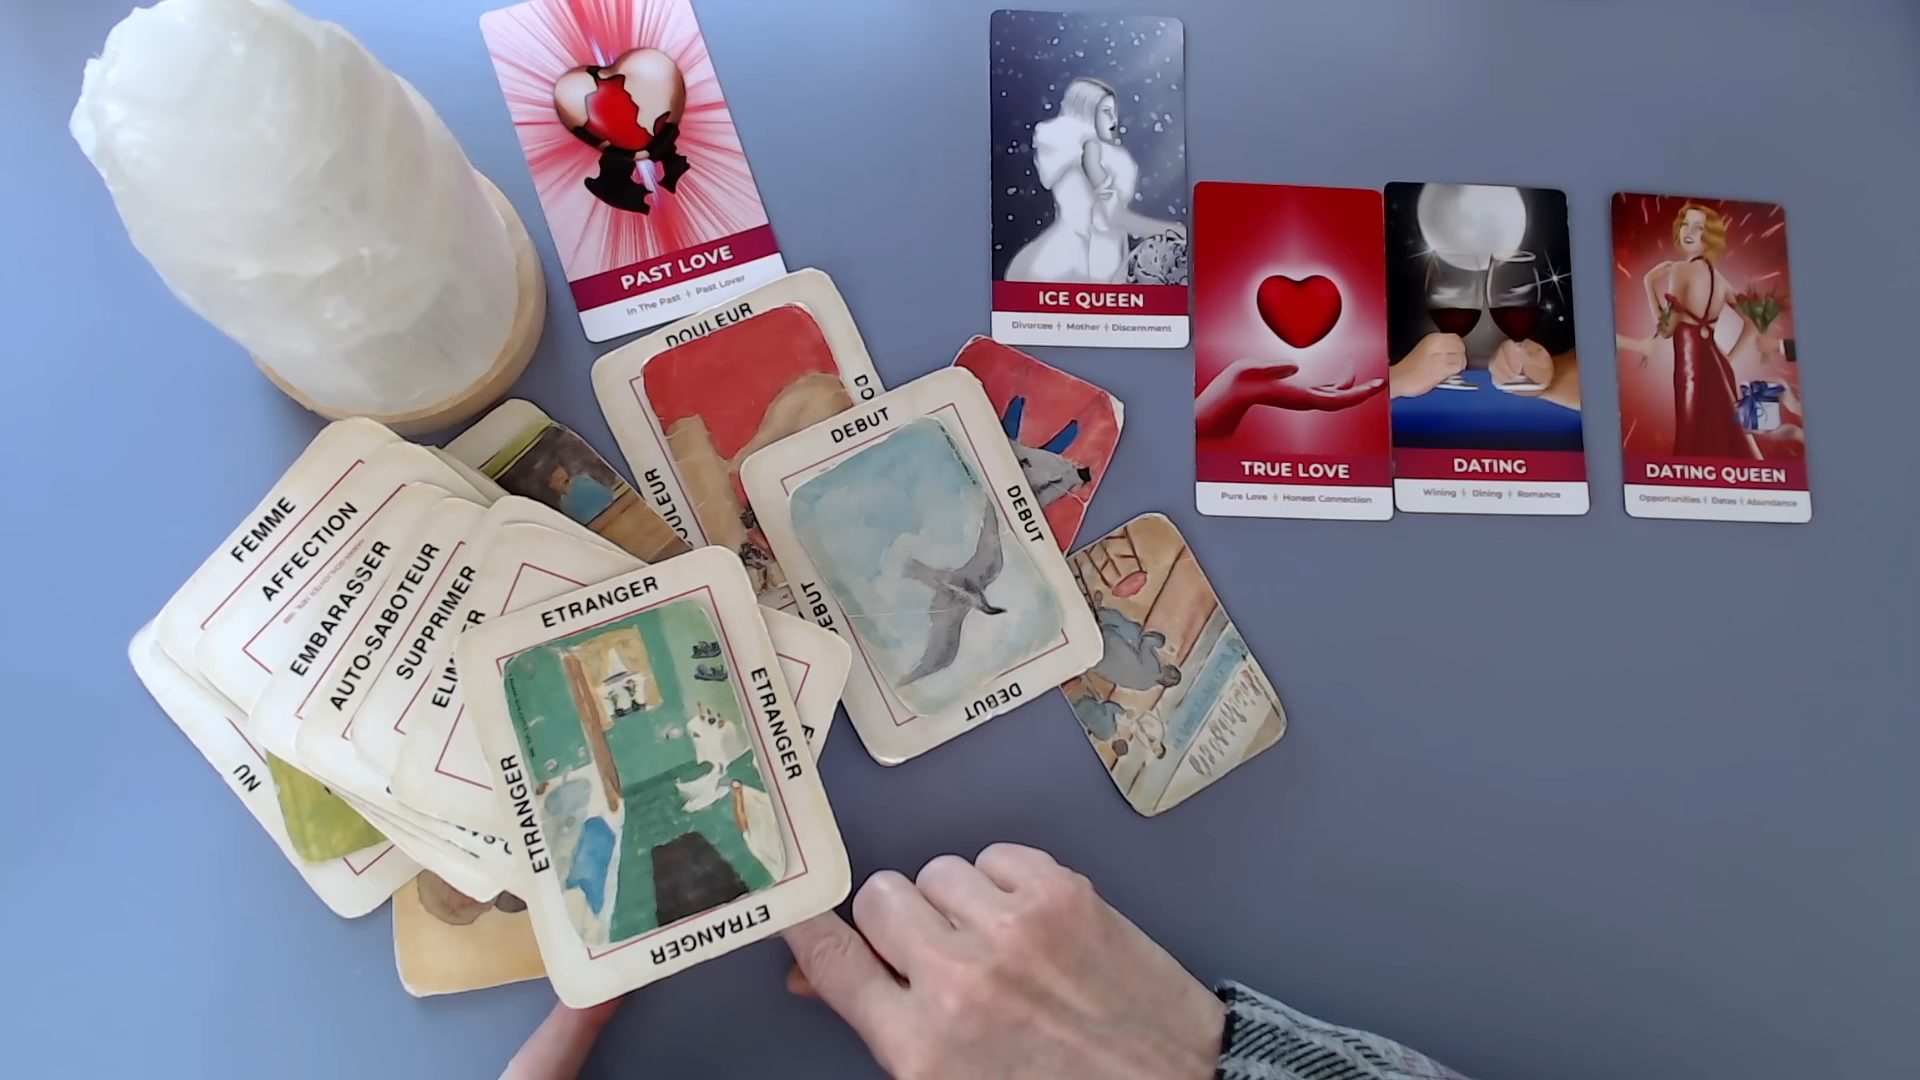 PAST LOVE
In The Past ‡ Past Lover
ICE QUEEN
Divorcee ‡ Mother ‡ Discernment
TRUE LOVE
Pure Love ‡ Honest Connection
DATING
Wining ‡ Dining ‡ Romance
DATING QUEEN
Opportunities ‡ Dates ‡ Abundance
DOULEUR
DEBUT
DEBUT
DEBUT
DEBUT
FEMME
AFFECTION
EMBARASSER
AUTO-SABOTEUR
SUPPRIMER
NU
ETRANGER
ETRANGER
ETRANGER
ETRANGER